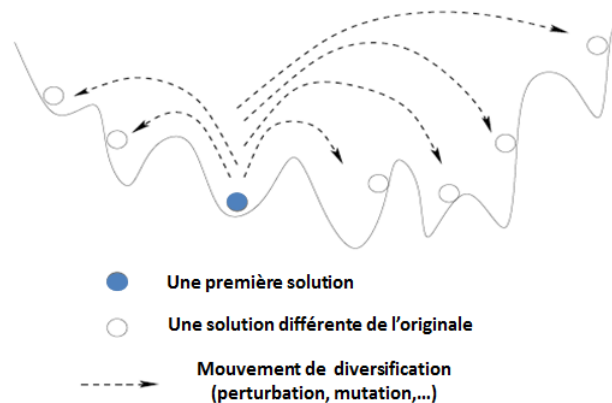 Une première solution
Une solution différente de l'originale
Mouvement de diversification
(perturbation, mutation,...)